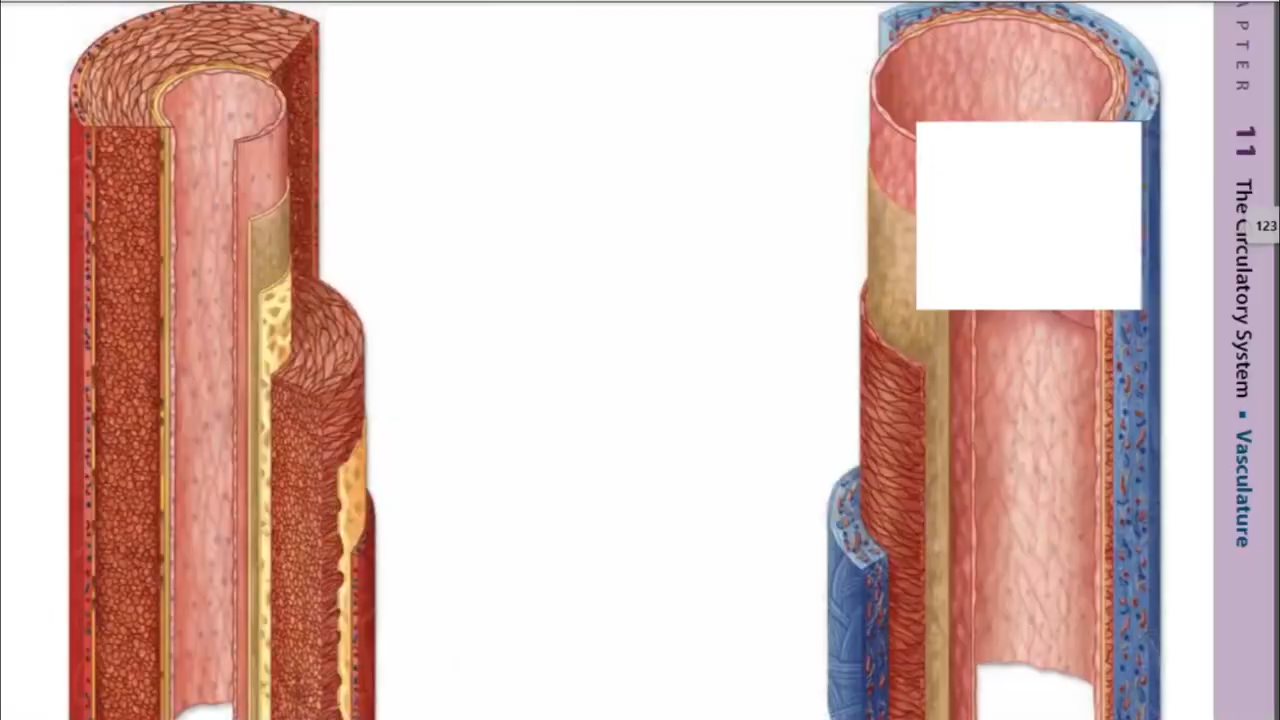 APTER 11 The Circulatory System ▪ Vasculature
123